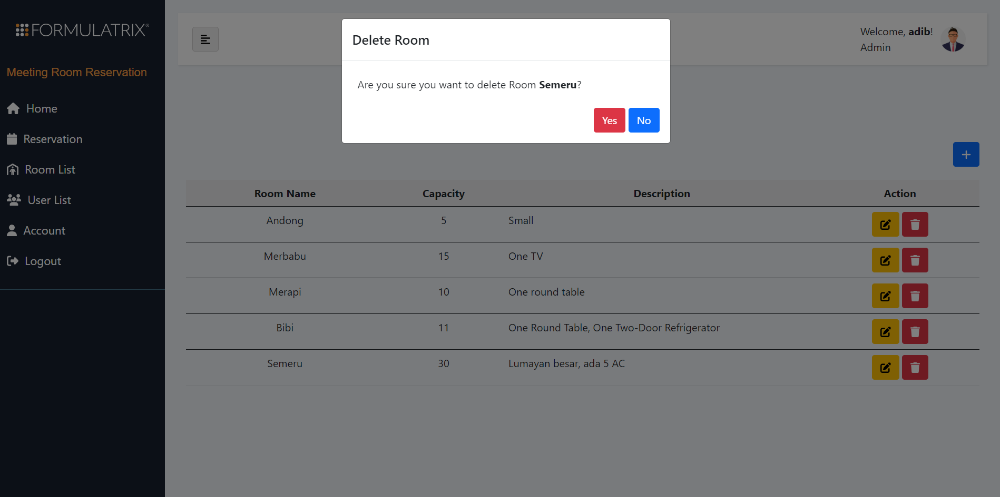 FORMULATRIX®
Meeting Room Reservation
Home
Reservation
Room List
User List
Account
Logout
Welcome, adib!
Admin
Delete Room
Are you sure you want to delete Room Semeru?
Yes No
+
Room Name Capacity Description Action
Andong 5 Small
Merbabu 15 One TV
Merapi 10 One round table
Bibi 11 One Round Table, One Two-Door Refrigerator
Semeru 30 Lumayan besar, ada 5 AC